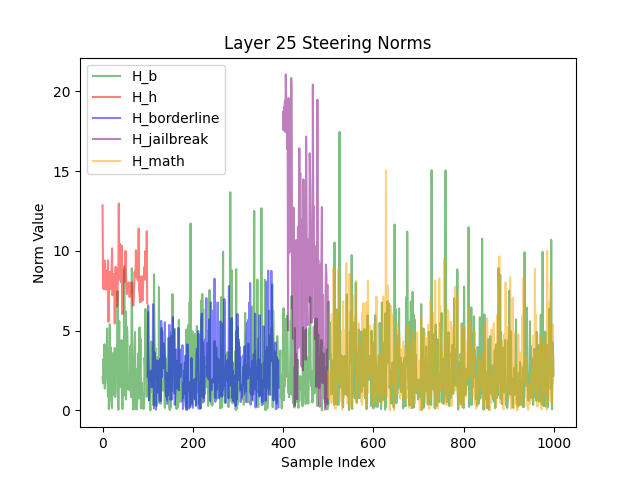 Layer 25 Steering Norms
H_b
H_h
H_borderline
H_jailbreak
H_math
Norm Value
20
15
10
5
0
0 200 400 600 800 1000
Sample Index